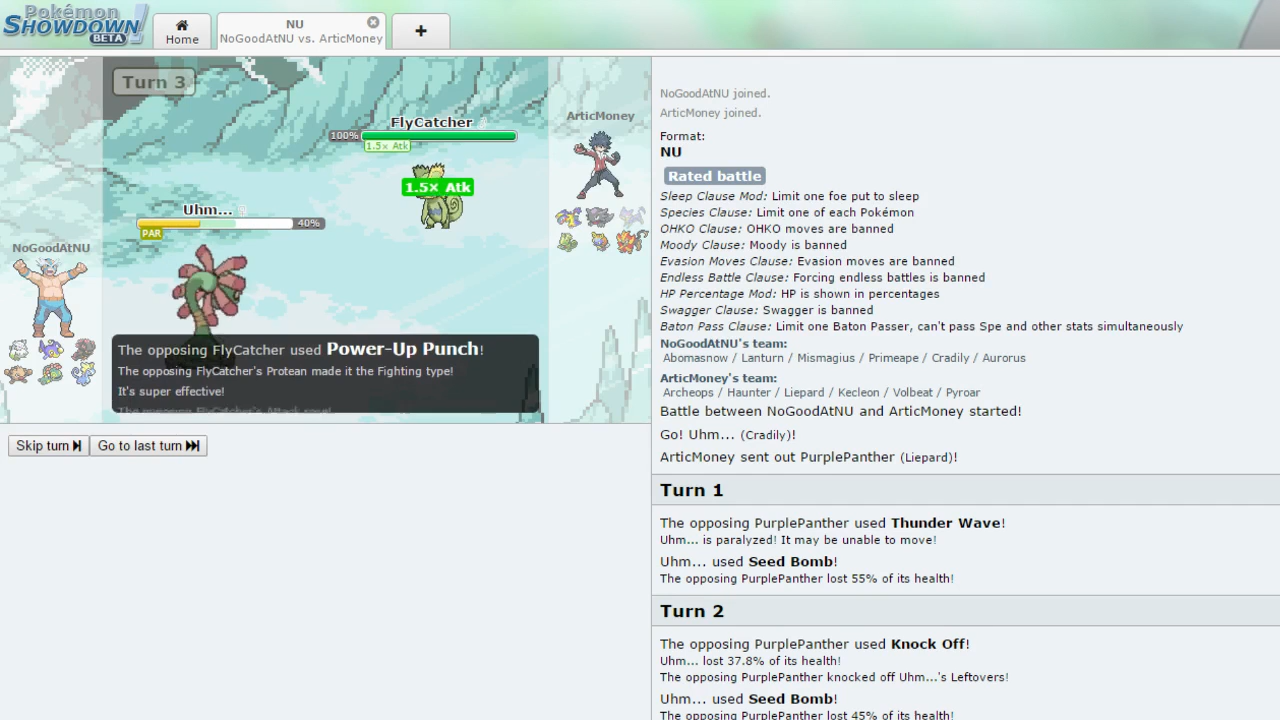 Pokémon
SHOWDOWN!
BETA
Home
NU
NoGoodAtNU vs. ArticMoney
+
Turn 3
FlyCatcher
100%
1.5× Atk
1.5× Atk
Uhm...
40%
PAR
NoGoodAtNU
ArticMoney
The opposing FlyCatcher used Power-Up Punch!
The opposing FlyCatcher's Protean made it the Fighting type!
It's super effective!
The opposing FlyCatcher's Attack rose!
Skip turn
Go to last turn
NoGoodAtNU joined.
ArticMoney joined.
Format:
NU
Rated battle
Sleep Clause Mod: Limit one foe put to sleep
Species Clause: Limit one of each Pokémon
OHKO Clause: OHKO moves are banned
Moody Clause: Moody is banned
Evasion Moves Clause: Evasion moves are banned
Endless Battle Clause: Forcing endless battles is banned
HP Percentage Mod: HP is shown in percentages
Swagger Clause: Swagger is banned
Baton Pass Clause: Limit one Baton Passer, can't pass Spe and other stats simultaneously
NoGoodAtNU's team:
Abomasnow / Lanturn / Mismagius / Primeape / Cradily / Aurorus
ArticMoney's team:
Archeops / Haunter / Liepard / Kecleon / Volbeat / Pyroar
Battle between NoGoodAtNU and ArticMoney started!
Go! Uhm... (Cradily)!
ArticMoney sent out PurplePanther (Liepard)!
Turn 1
The opposing PurplePanther used Thunder Wave!
Uhm... is paralyzed! It may be unable to move!
Uhm... used Seed Bomb!
The opposing PurplePanther lost 55% of its health!
Turn 2
The opposing PurplePanther used Knock Off!
Uhm... lost 37.8% of its health!
The opposing PurplePanther knocked off Uhm...'s Leftovers!
Uhm... used Seed Bomb!
The opposing PurplePanther lost 45% of its health!